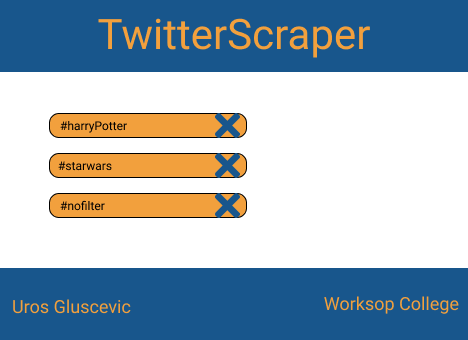 TwitterScraper
#harryPotter
#starwars
#nofilter
Uros Gluscevic
Worksop College